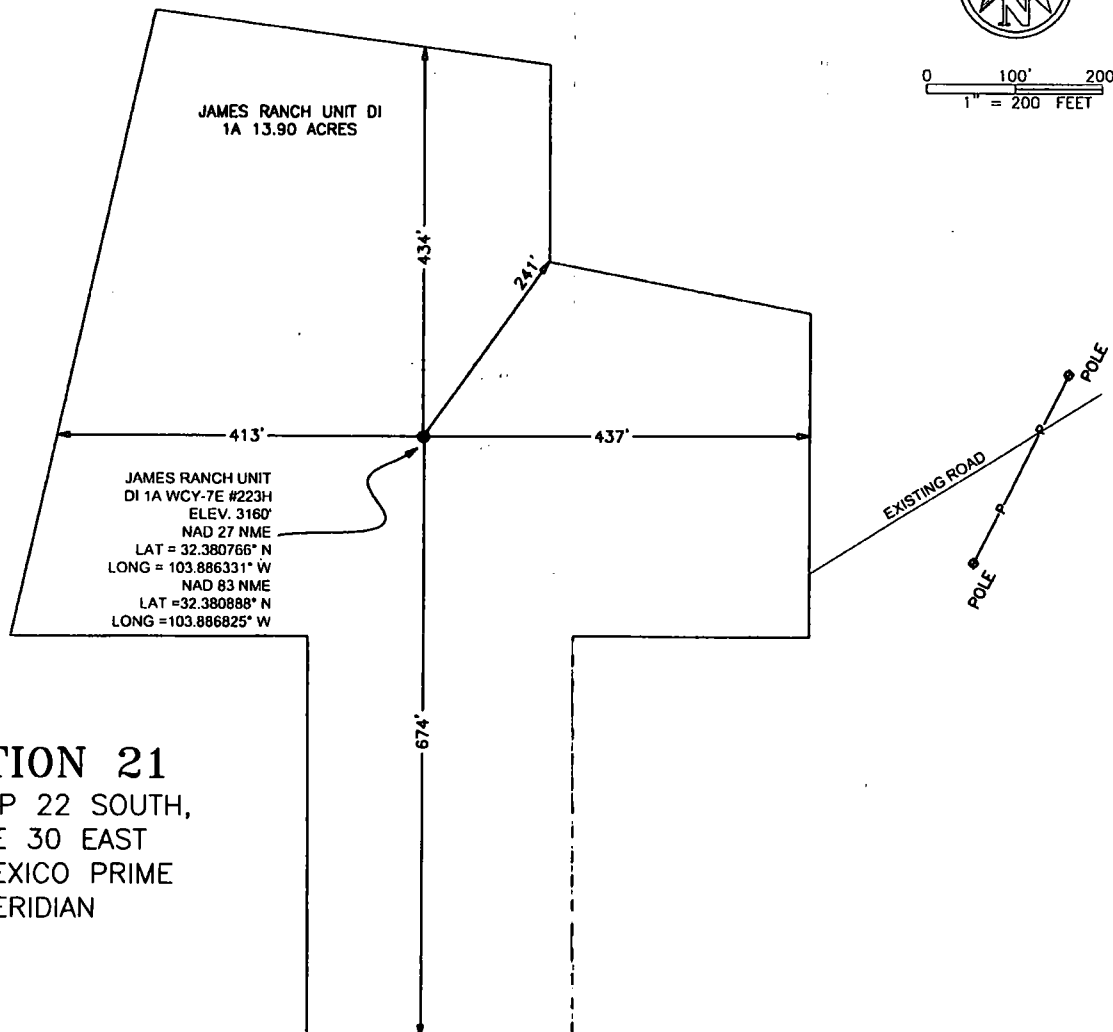 N
0 100' 200
1" = 200 FEET
JAMES RANCH UNIT DI
1A 13.90 ACRES
434'
241'
413'
437'
POLE
EXISTING ROAD
P
P
POLE
JAMES RANCH UNIT
DI 1A WCY-7E #223H
ELEV. 3160'
NAD 27 NME
LAT = 32.380766° N
LONG = 103.886331° W
NAD 83 NME
LAT =32.380888° N
LONG =103.886825° W
674'
TION 21
P 22 SOUTH,
E 30 EAST
EXICO PRIME
ERIDIAN